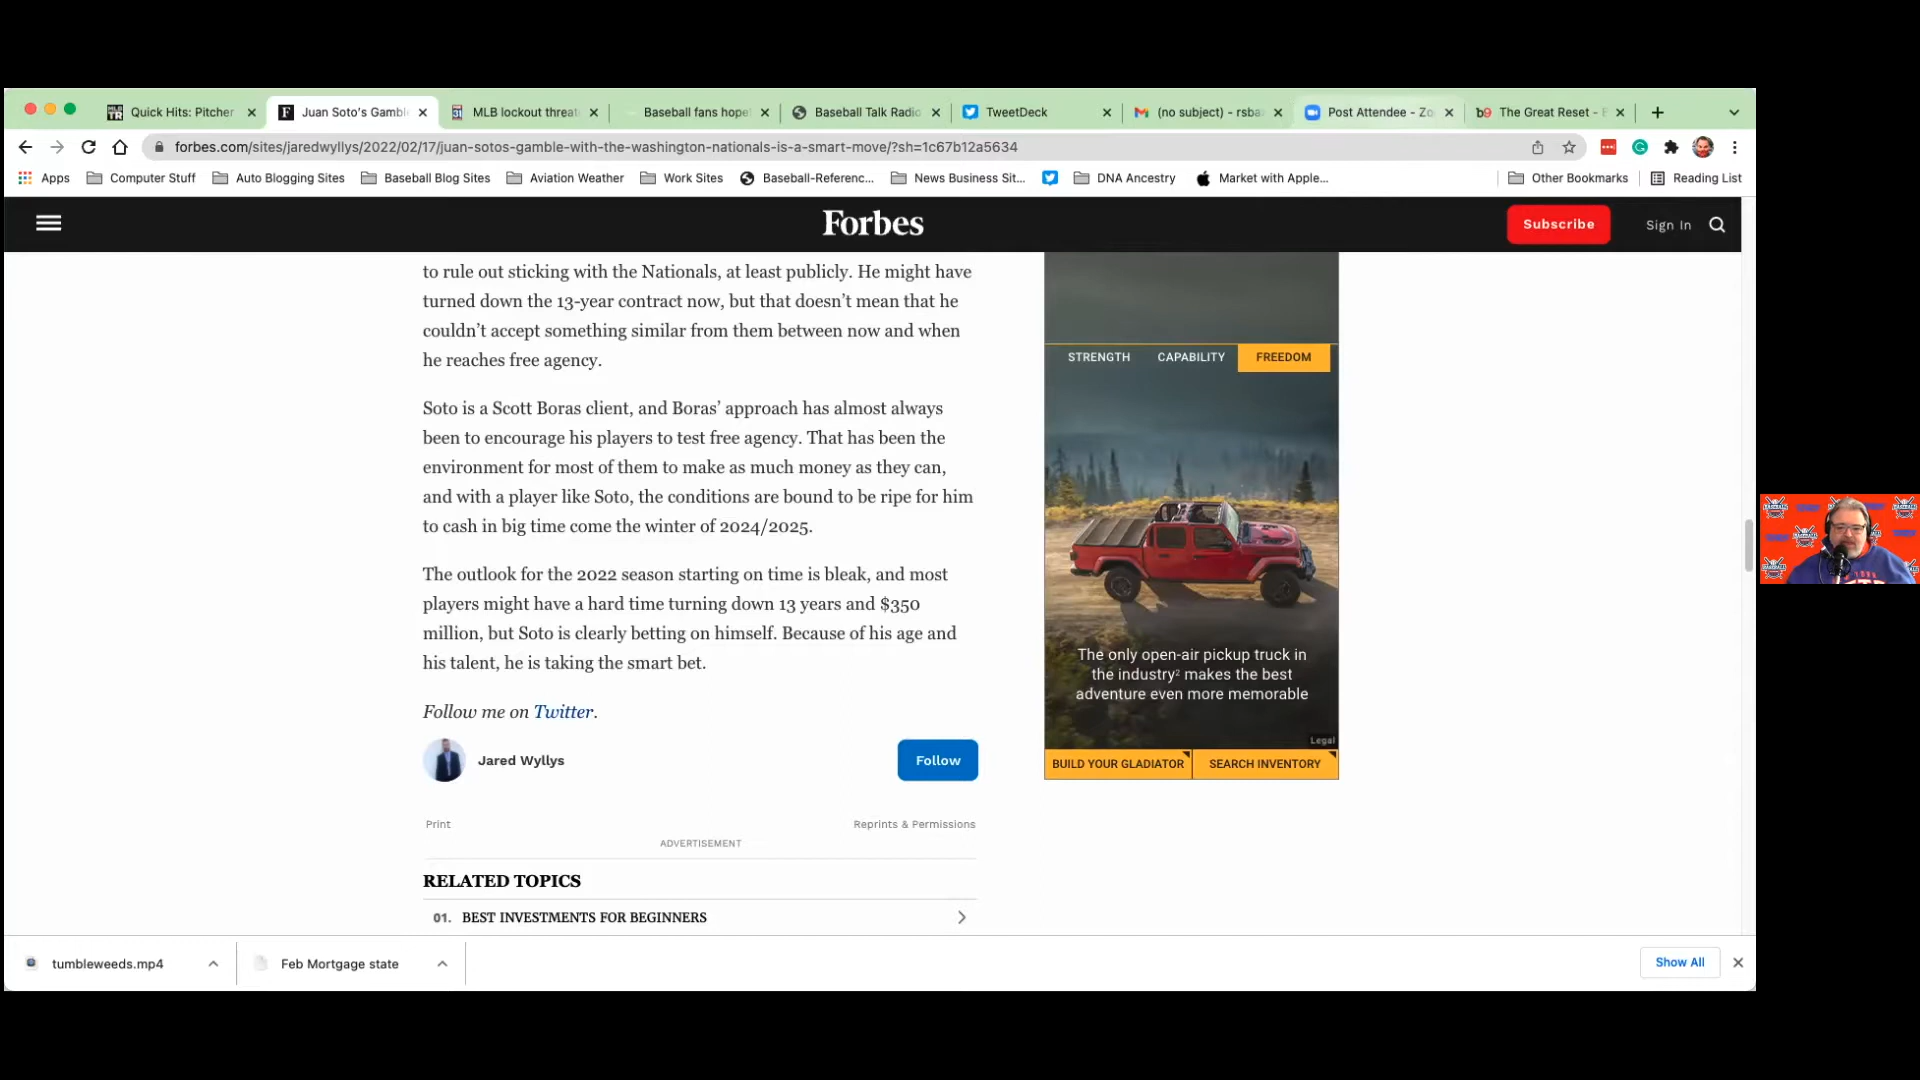 Quick Hits: Pitcher
Juan Soto's Gambl
MLB lockout threat
Baseball fans hope
Baseball Talk Radio
TweetDeck
(no subject) - rsba
Post Attendee - Zo
The Great Reset -
forbes.com/sites/jaredwyllys/2022/02/17/juan-sotos-gamble-with-the-washington-nationals-is-a-smart-move/?sh=1c67b12a5634
Apps
Computer Stuff
Auto Blogging Sites
Baseball Blog Sites
Aviation Weather
Work Sites
Baseball-Referenc...
News Business Sit...
DNA Ancestry
Market with Apple...
Other Bookmarks
Reading List
Forbes
Subscribe
Sign In
to rule out sticking with the Nationals, at least publicly. He might have
turned down the 13-year contract now, but that doesn't mean that he
couldn't accept something similar from them between now and when
he reaches free agency.
Soto is a Scott Boras client, and Boras' approach has almost always
been to encourage his players to test free agency. That has been the
environment for most of them to make as much money as they can,
and with a player like Soto, the conditions are bound to be ripe for him
to cash in big time come the winter of 2024/2025.
The outlook for the 2022 season starting on time is bleak, and most
players might have a hard time turning down 13 years and $350
million, but Soto is clearly betting on himself. Because of his age and
his talent, he is taking the smart bet.
Follow me on Twitter.
Jared Wyllys
Follow
Print
Reprints & Permissions
ADVERTISEMENT
RELATED TOPICS
01. BEST INVESTMENTS FOR BEGINNERS
STRENGTH
CAPABILITY
FREEDOM
The only open-air pickup truck in
the industry² makes the best
adventure even more memorable
Legal
BUILD YOUR GLADIATOR
SEARCH INVENTORY
tumbleweeds.mp4
Feb Mortgage state
Show All